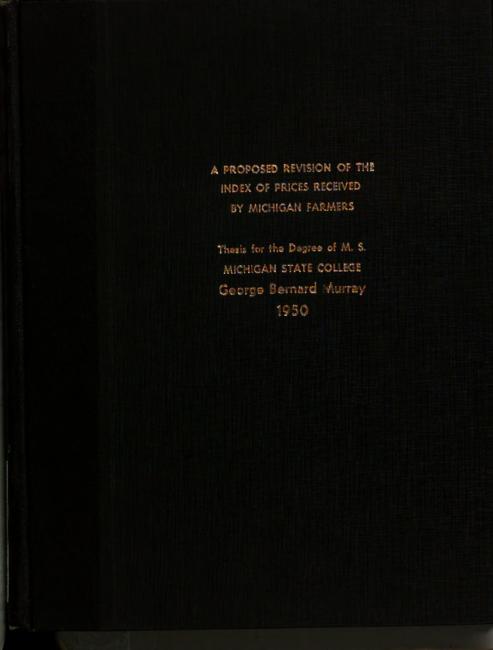 A PROPOSED REVISION OF THE
INDEX OF PRICES RECEIVED
BY MICHIGAN FARMERS
Thesis for the Degree of M. S.
MICHIGAN STATE COLLEGE
George Bernard Murray
1950